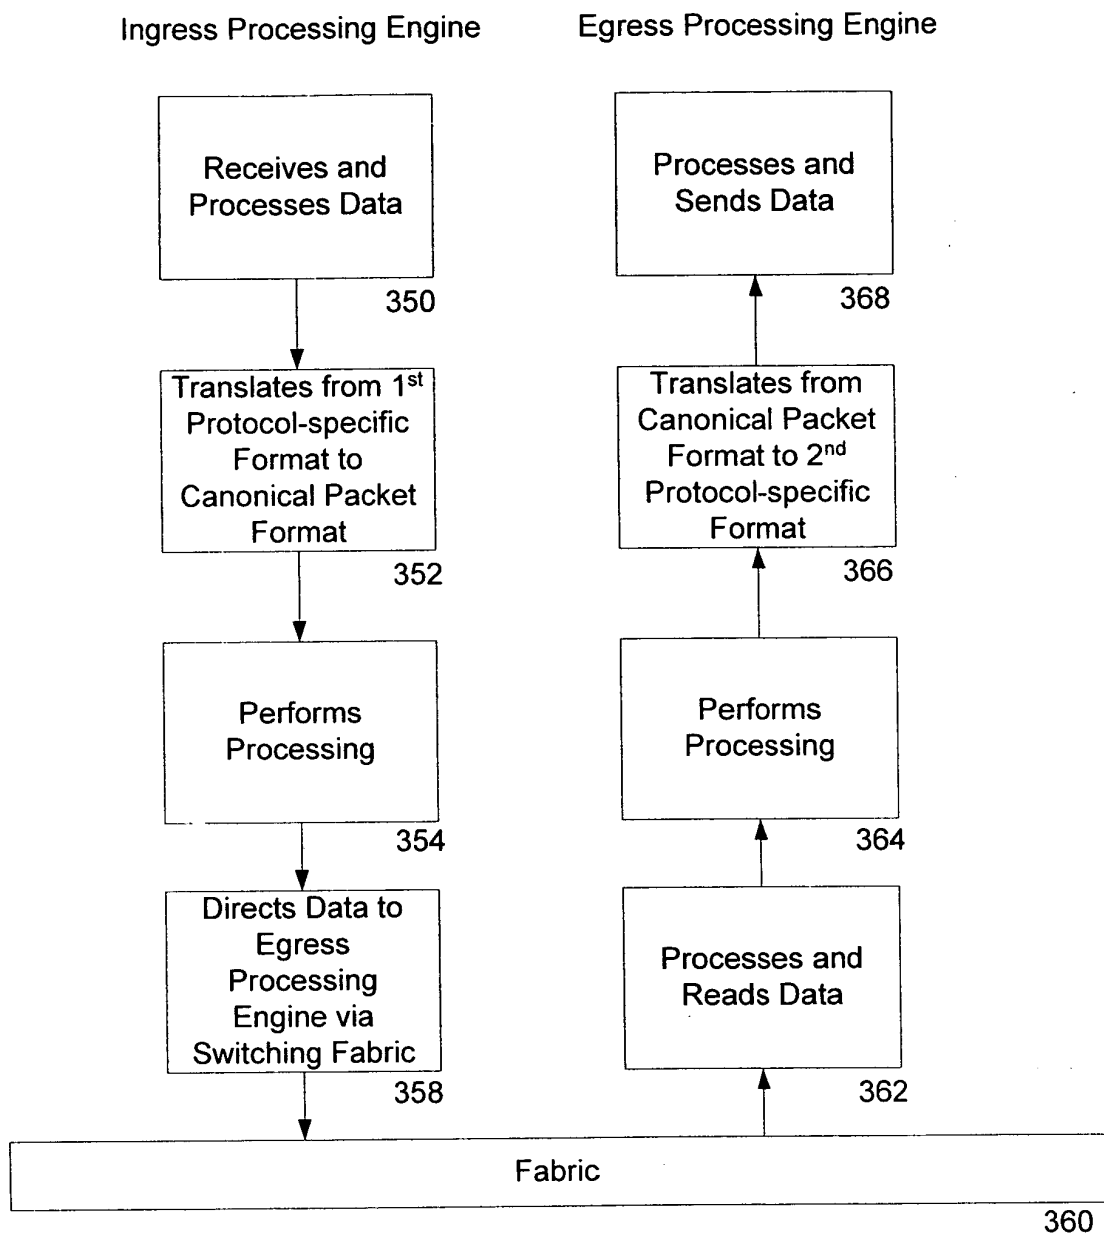 Ingress Processing Engine
Egress Processing Engine
Receives and
Processes Data
350
Translates from 1st
Protocol-specific
Format to
Canonical Packet
Format
352
Performs
Processing
354
Directs Data to
Egress
Processing
Engine via
Switching Fabric
358
Processes and
Sends Data
368
Translates from
Canonical Packet
Format to 2nd
Protocol-specific
Format
366
Performs
Processing
364
Processes and
Reads Data
362
Fabric
360